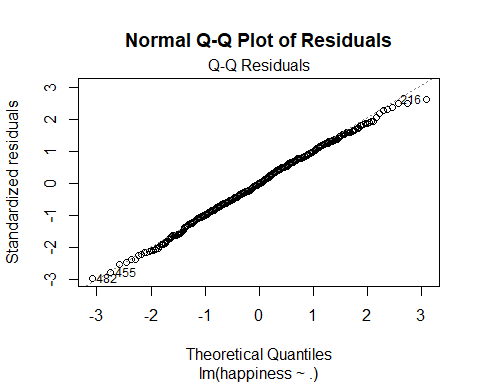 Normal Q-Q Plot of Residuals
Q-Q Residuals
Standardized residuals
3
2
1
0
-1
-2
-3
216
455
482
-3 -2 -1 0 1 2 3
Theoretical Quantiles
lm(happiness ~ .)